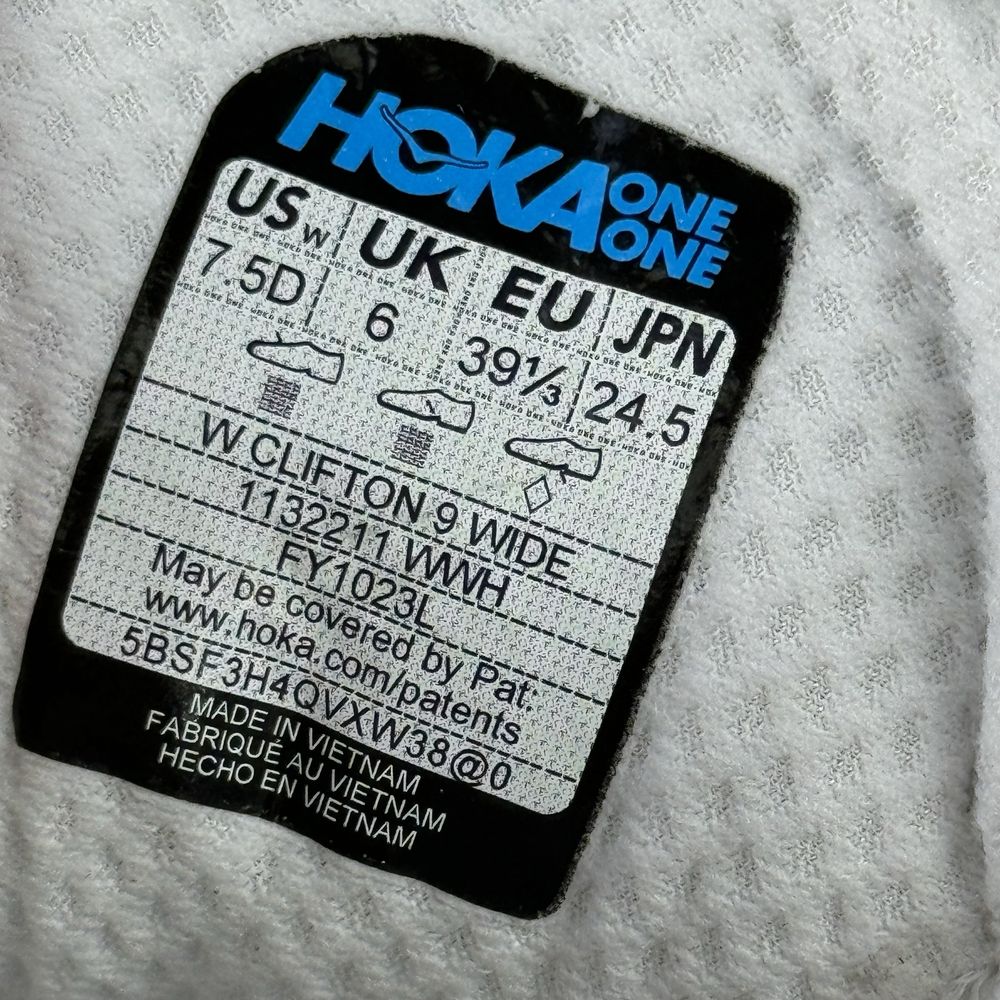 HOKA ONE ONE
US W UK EU JPN
7.5D 6 39⅓ 24.5
W CLIFTON 9 WIDE
1132211 WWH
FY1023L
May be covered by Pat:
www.hoka.com/patents
5BSF3H4QVXW38@0
MADE IN VIETNAM
FABRIQUÉ AU VIETNAM
HECHO EN VIETNAM